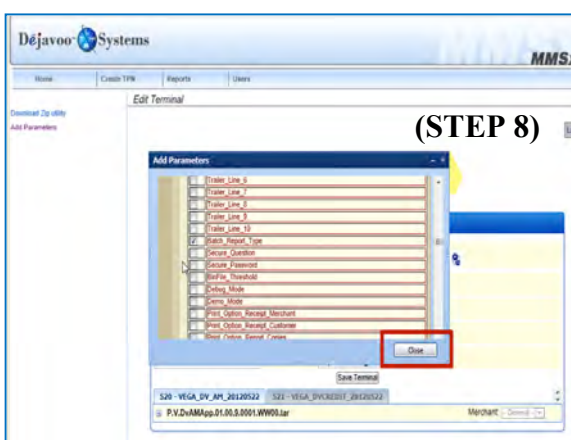 Déjavoo Systems
MMS
Home Create TPN Reports Users
Edit Terminal
Download Zip utility
Add Parameters
(STEP 8)
Add Parameters
Trailer_Line_6
Trailer_Line_7
Trailer_Line_8
Trailer_Line_9
Trailer_Line_10
Batch_Report_Type
Secure_Question
Secure_Password
BinFile_Threshold
Debug_Mode
Demo_Mode
Print_Option_Receipt_Merchant
Print_Option_Receipt_Customer
Print_Option_Report_Copies
Close
Save Terminal
S20 - VEGA_DV_AM_20120522 S21 - VEGA_DVCREDIT_20120522
P.V.DvAMApp.01.00.S.0001.WW00.tar Merchant: - General -